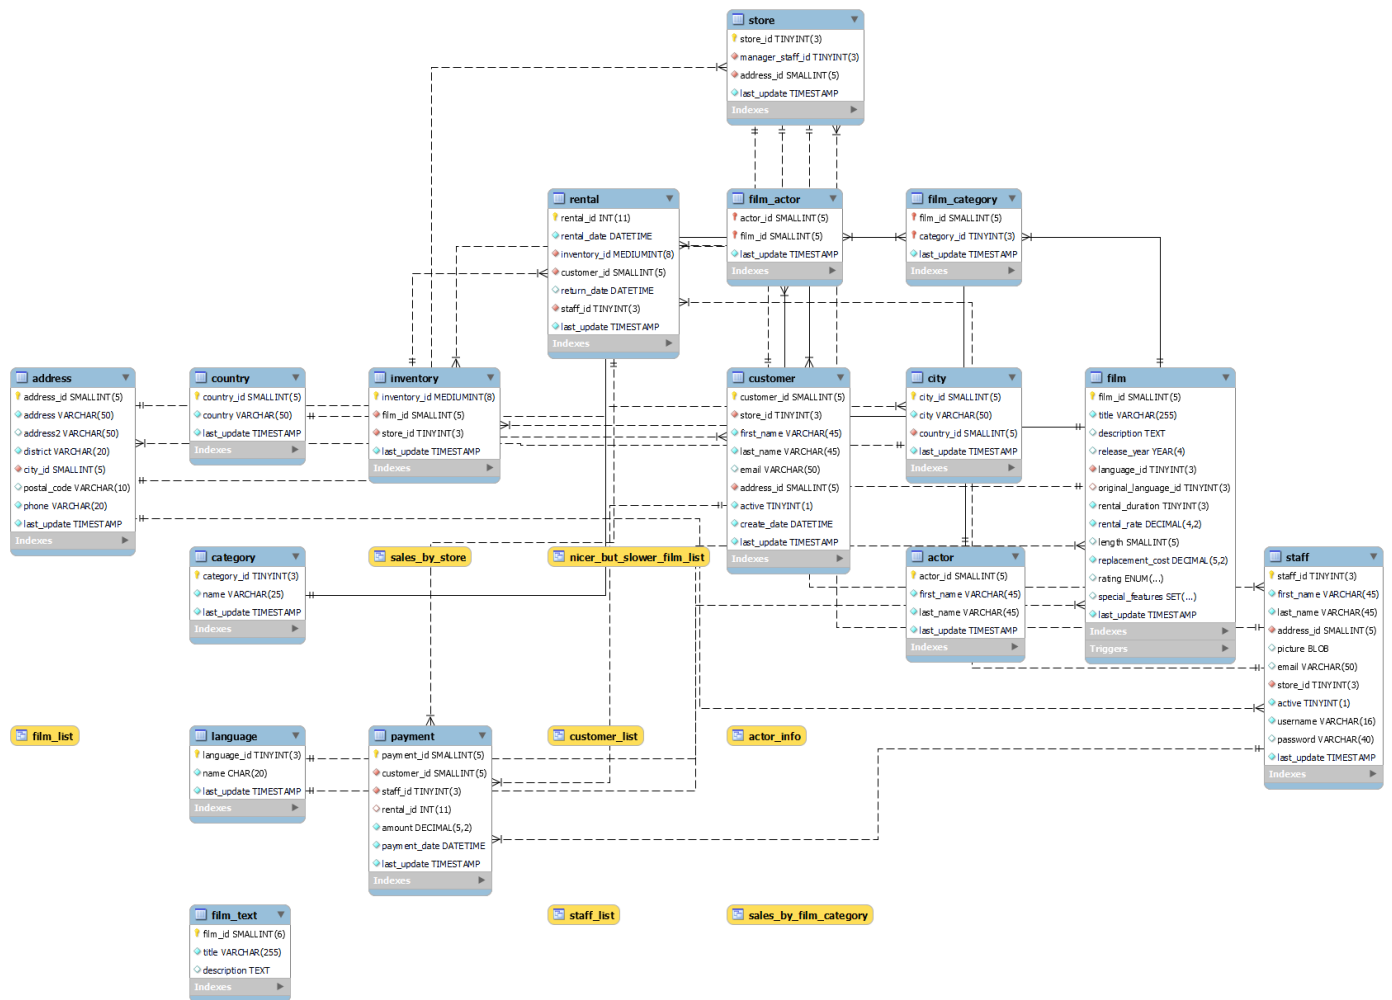 store
store_id TINYINT(3)
manager_staff_id TINYINT(3)
address_id SMALLINT(5)
last_update TIMESTAMP
Indexes
rental
rental_id INT(11)
rental_date DATETIME
inventory_id MEDIUMINT(8)
customer_id SMALLINT(5)
return_date DATETIME
staff_id TINYINT(3)
last_update TIMESTAMP
Indexes
film_actor
actor_id SMALLINT(5)
film_id SMALLINT(5)
last_update TIMESTAMP
Indexes
film_category
film_id SMALLINT(5)
category_id TINYINT(3)
last_update TIMESTAMP
Indexes
address
address_id SMALLINT(5)
address VARCHAR(50)
address2 VARCHAR(50)
district VARCHAR(20)
city_id SMALLINT(5)
postal_code VARCHAR(10)
phone VARCHAR(20)
last_update TIMESTAMP
Indexes
country
country_id SMALLINT(5)
country VARCHAR(50)
last_update TIMESTAMP
Indexes
inventory
inventory_id MEDIUMINT(8)
film_id SMALLINT(5)
store_id TINYINT(3)
last_update TIMESTAMP
Indexes
customer
customer_id SMALLINT(5)
store_id TINYINT(3)
first_name VARCHAR(45)
last_name VARCHAR(45)
email VARCHAR(50)
address_id SMALLINT(5)
active TINYINT(1)
create_date DATETIME
last_update TIMESTAMP
Indexes
city
city_id SMALLINT(5)
city VARCHAR(50)
country_id SMALLINT(5)
last_update TIMESTAMP
Indexes
film
film_id SMALLINT(5)
title VARCHAR(255)
description TEXT
release_year YEAR(4)
language_id TINYINT(3)
original_language_id TINYINT(3)
rental_duration TINYINT(3)
rental_rate DECIMAL(4,2)
length SMALLINT(5)
replacement_cost DECIMAL(5,2)
rating ENUM(...)
special_features SET(...)
last_update TIMESTAMP
Indexes
Triggers
category
category_id TINYINT(3)
name VARCHAR(25)
last_update TIMESTAMP
Indexes
sales_by_store
nicer_but_slower_film_list
actor
actor_id SMALLINT(5)
first_name VARCHAR(45)
last_name VARCHAR(45)
last_update TIMESTAMP
Indexes
staff
staff_id TINYINT(3)
first_name VARCHAR(45)
last_name VARCHAR(45)
address_id SMALLINT(5)
picture BLOB
email VARCHAR(50)
store_id TINYINT(3)
active TINYINT(1)
username VARCHAR(16)
password VARCHAR(40)
last_update TIMESTAMP
Indexes
film_list
language
language_id TINYINT(3)
name CHAR(20)
last_update TIMESTAMP
Indexes
payment
payment_id SMALLINT(5)
customer_id SMALLINT(5)
staff_id TINYINT(3)
rental_id INT(11)
amount DECIMAL(5,2)
payment_date DATETIME
last_update TIMESTAMP
Indexes
customer_list
actor_info
film_text
film_id SMALLINT(6)
title VARCHAR(255)
description TEXT
Indexes
staff_list
sales_by_film_category